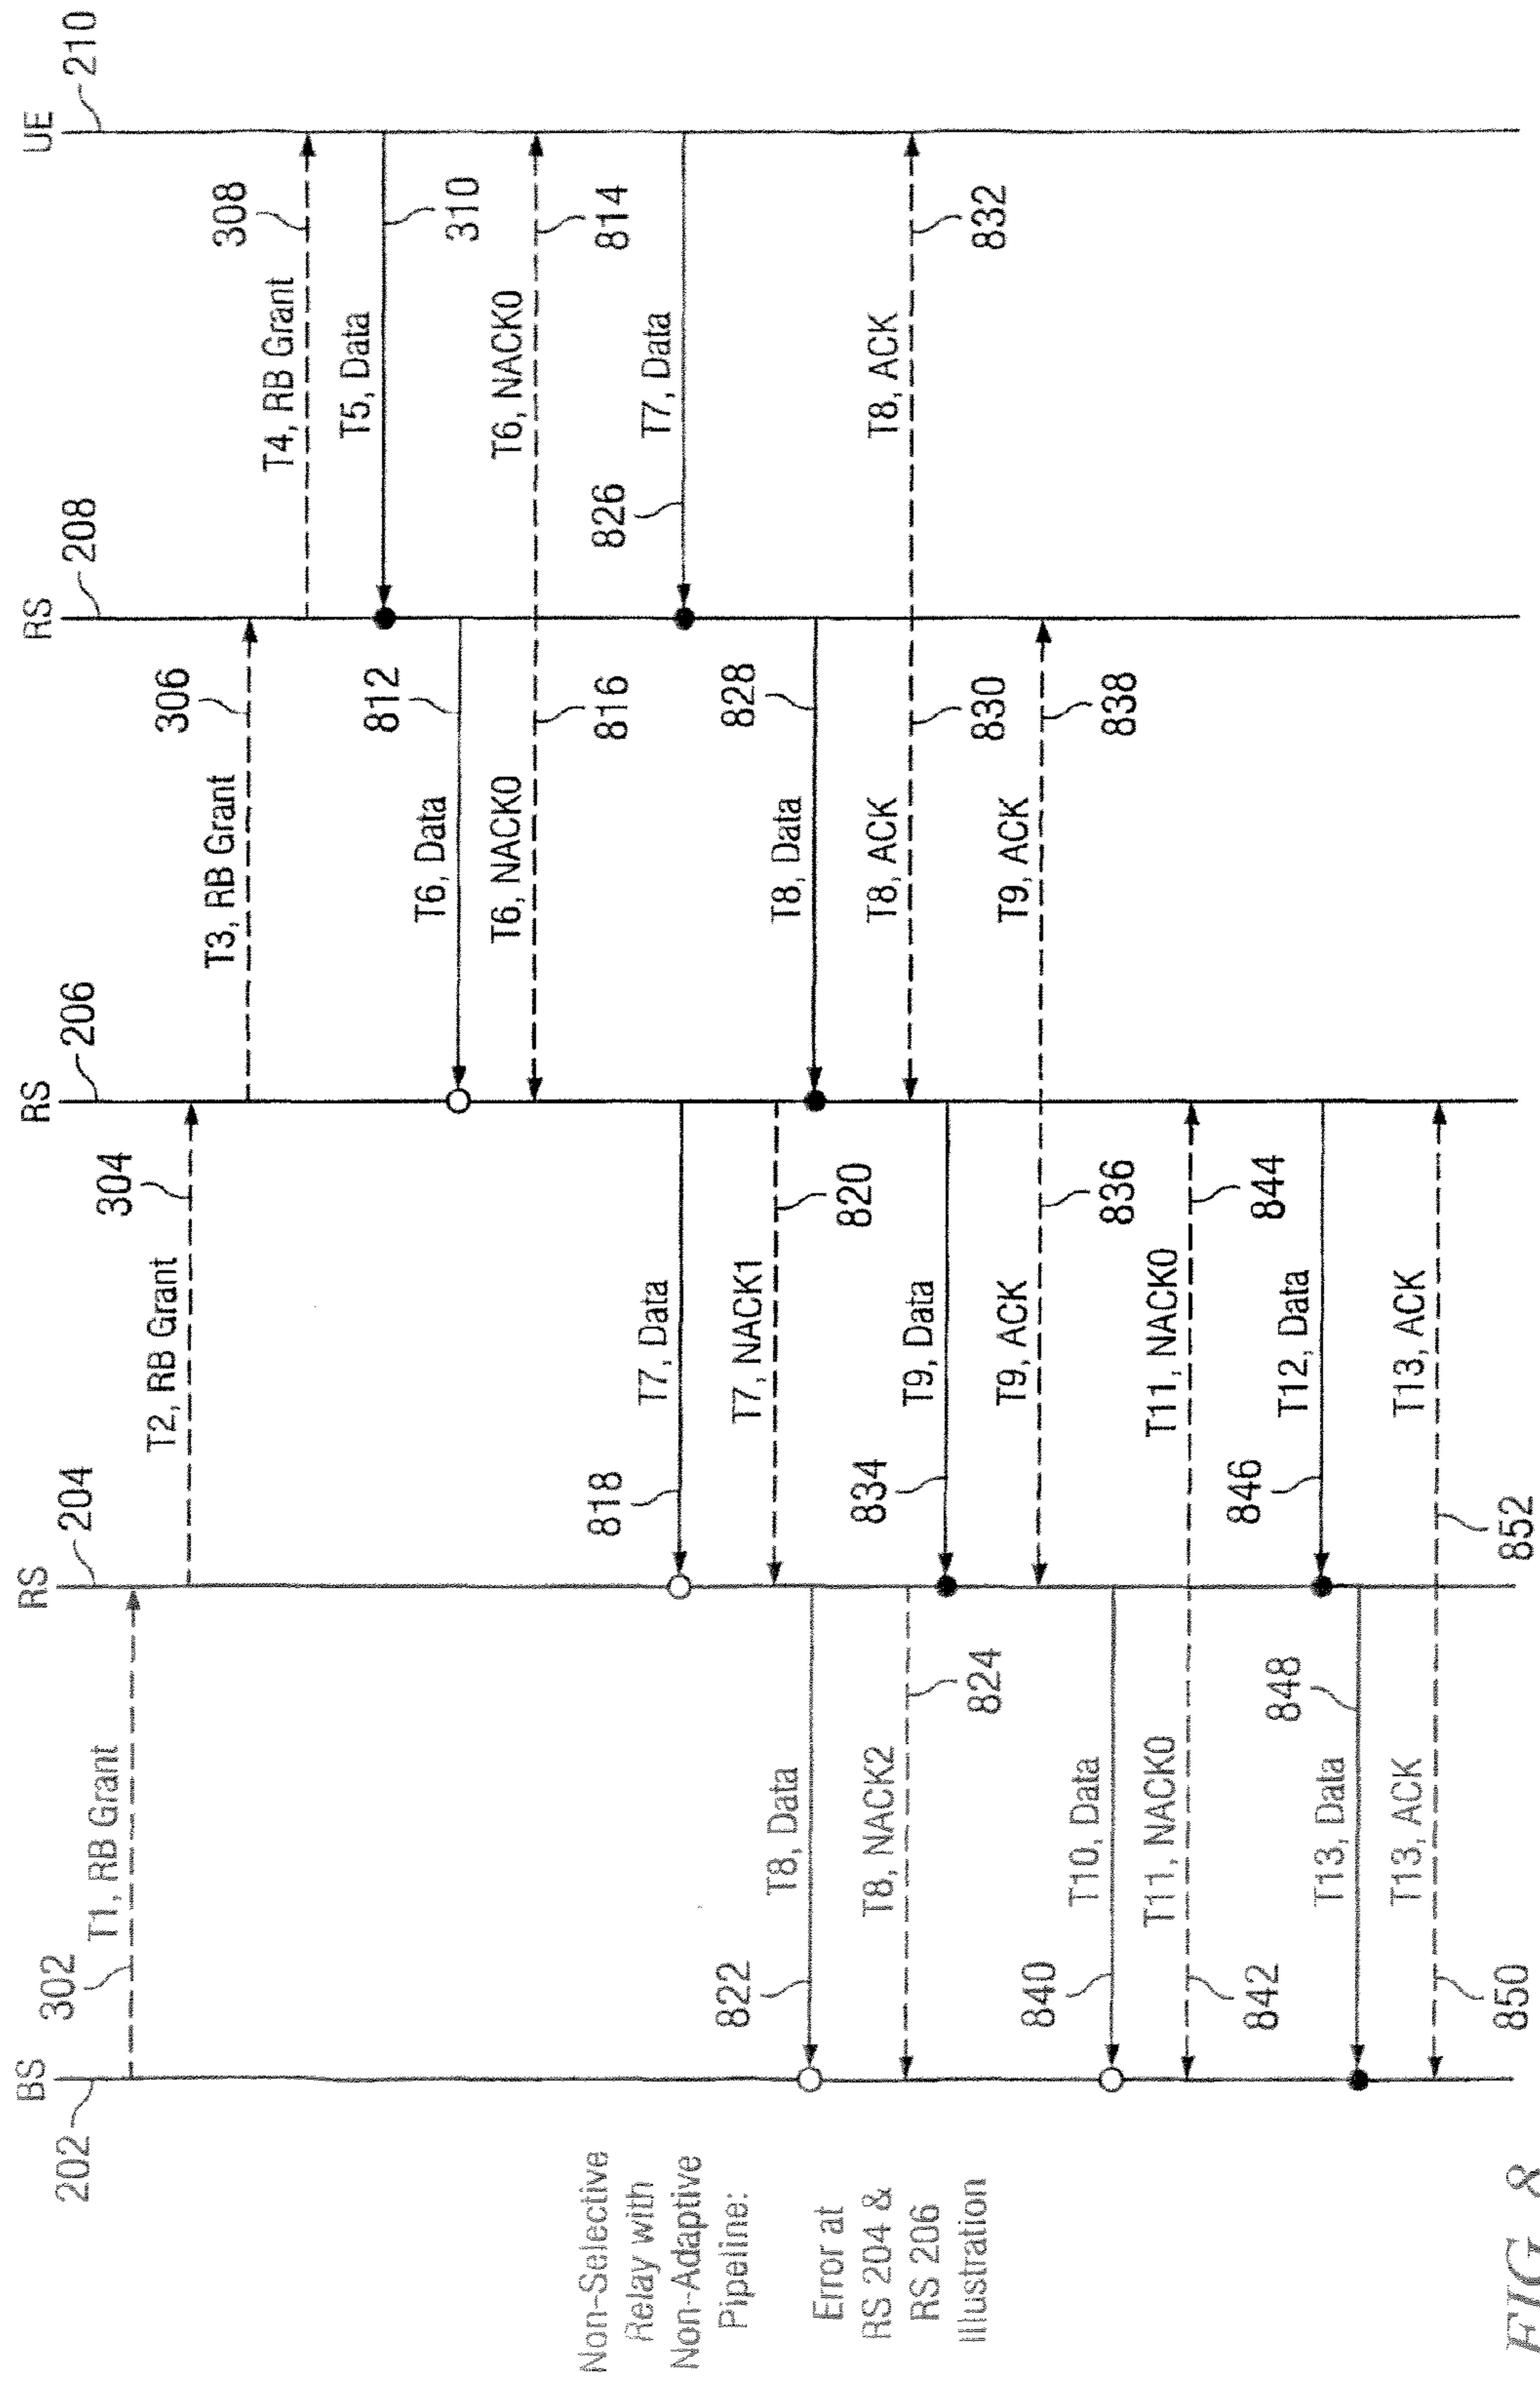 BS
202
RS
204
RS
206
RS
208
UE
210
302
T1, RB Grant
T2, RB Grant
304
T3, RB Grant
306
T4, RB Grant
308
T5, Data
310
T6, Data
812
T6, NACK0
816
T6, NACK0
814
818
T7, Data
826
T7, Data
T7, NACK1
820
822
T8, Data
T8, Data
828
T8, NACK2
824
T8, ACK
830
T8, ACK
832
834
T9, Data
T9, ACK
836
T9, ACK
838
840
T10, Data
T11, NACK0
842
T11, NACK0
844
846
T12, Data
T13, Data
848
T13, ACK
850
T13, ACK
852
Non-Selective
Relay with
Non-Adaptive
Pipeline:
Error at
RS 204 &
RS 206
Illustration
FIG. 8